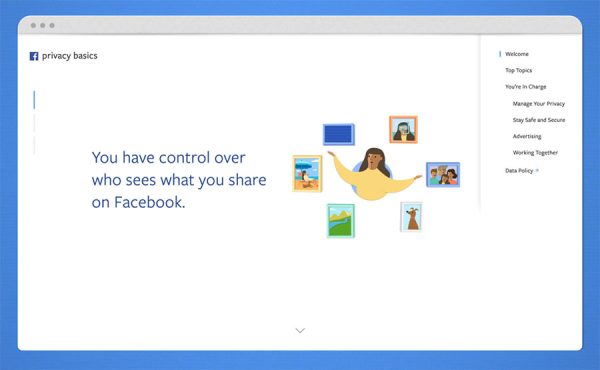 privacy basics
You have control over
who sees what you share
on Facebook.
Welcome
Top Topics
You're In Charge
Manage Your Privacy
Stay Safe and Secure
Advertising
Working Together
Data Policy